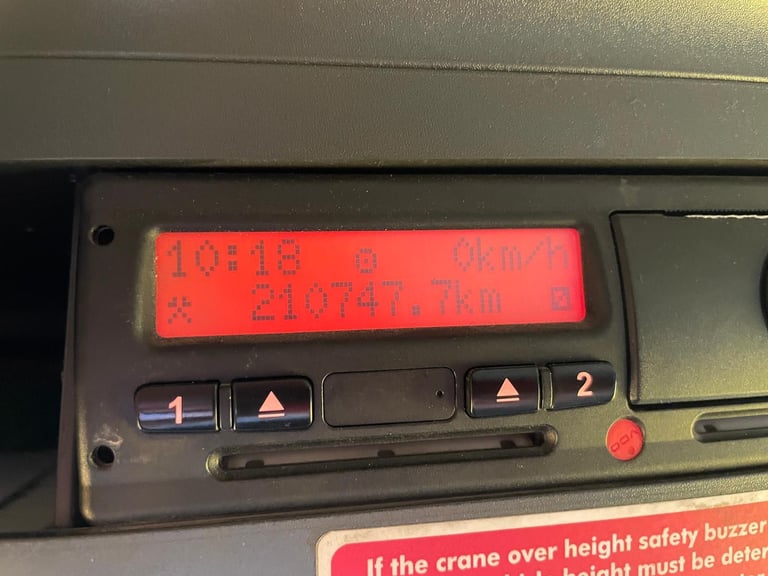 10:18 0km/h
210747.7km
1 2
VDO
If the crane over height safety buzzer
height must be deter